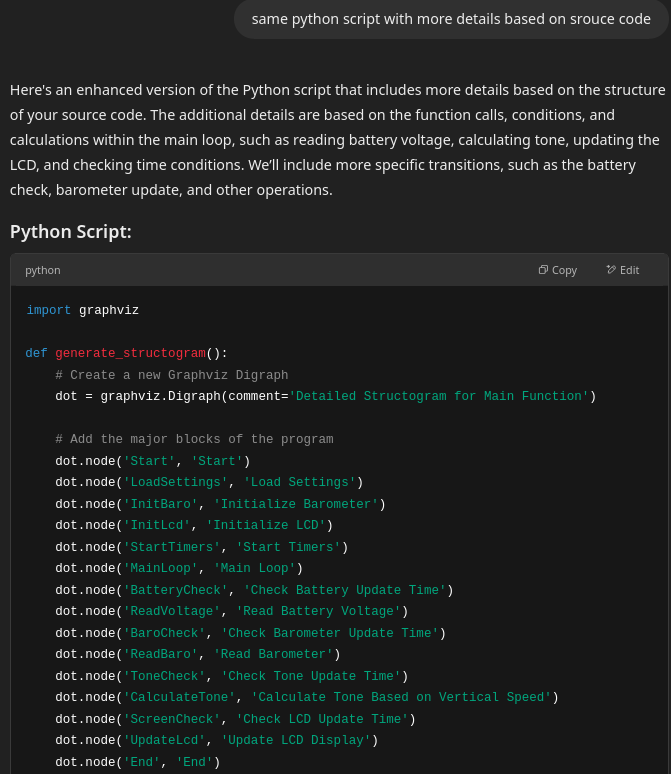 same python script with more details based on srouce code
Here's an enhanced version of the Python script that includes more details based on the structure
of your source code. The additional details are based on the function calls, conditions, and
calculations within the main loop, such as reading battery voltage, calculating tone, updating the
LCD, and checking time conditions. We'll include more specific transitions, such as the battery
check, barometer update, and other operations.
Python Script:
python Copy Edit
import graphviz
def generate_structogram():
    # Create a new Graphviz Digraph
    dot = graphviz.Digraph(comment='Detailed Structogram for Main Function')
    # Add the major blocks of the program
    dot.node('Start', 'Start')
    dot.node('LoadSettings', 'Load Settings')
    dot.node('InitBaro', 'Initialize Barometer')
    dot.node('InitLcd', 'Initialize LCD')
    dot.node('StartTimers', 'Start Timers')
    dot.node('MainLoop', 'Main Loop')
    dot.node('BatteryCheck', 'Check Battery Update Time')
    dot.node('ReadVoltage', 'Read Battery Voltage')
    dot.node('BaroCheck', 'Check Barometer Update Time')
    dot.node('ReadBaro', 'Read Barometer')
    dot.node('ToneCheck', 'Check Tone Update Time')
    dot.node('CalculateTone', 'Calculate Tone Based on Vertical Speed')
    dot.node('ScreenCheck', 'Check LCD Update Time')
    dot.node('UpdateLcd', 'Update LCD Display')
    dot.node('End', 'End')